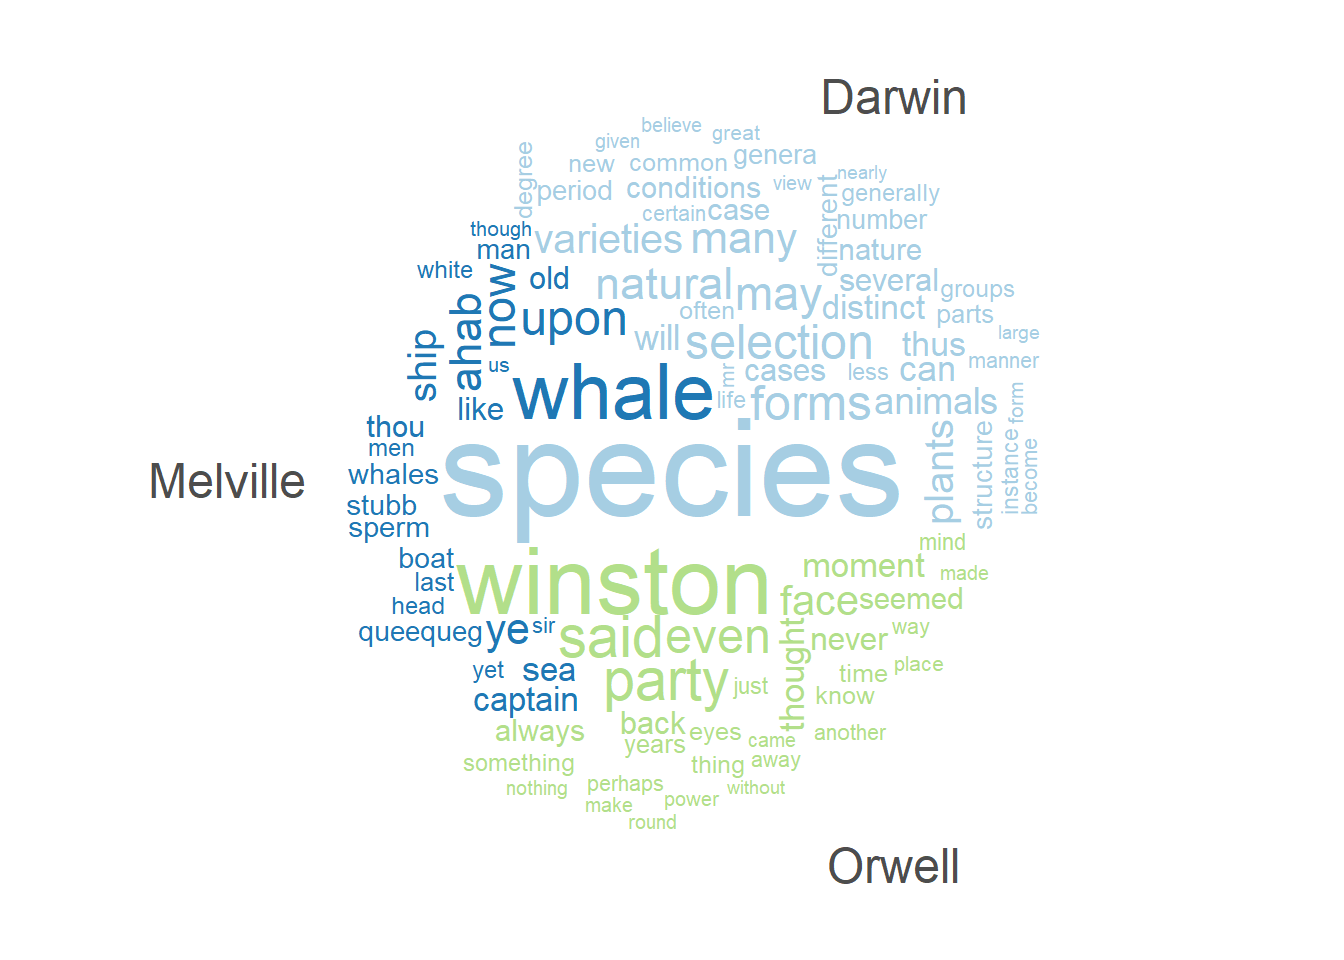 Darwin
believe
given
great
new
common
genera
degree
period
conditions
view
nearly
generally
different
certain
case
number
though
man
varieties
many
nature
white
old
natural
may
several
groups
now
ahab
upon
often
distinct
parts
ship
will
selection
thus
large
us
whale
mr
cases
less
can
manner
like
life
forms
animals
form
thou
men
species
plants
structure
instance
become
Melville
whales
stubb
sperm
mind
boat
winston
moment
made
last
head
face
seemed
queequeg
ye
sir
said
even
thought
never
way
yet
sea
party
just
time
place
captain
know
always
back
eyes
years
came
another
something
thing
away
nothing
perhaps
without
make
power
round
Orwell